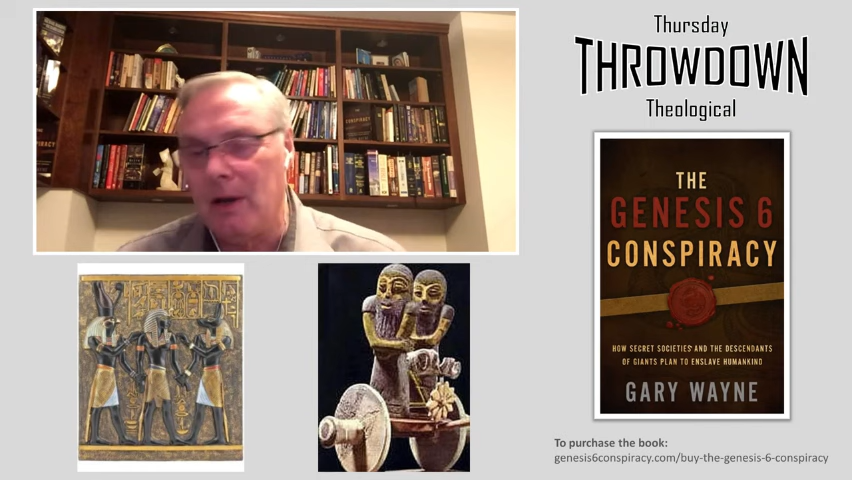 Thursday
THROWDOWN
Theological
THE
GENESIS 6
CONSPIRACY
HOW SECRET SOCIETIES AND THE DESCENDANTS
OF GIANTS PLAN TO ENSLAVE HUMANKIND
GARY WAYNE
To purchase the book:
genesis6conspiracy.com/buy-the-genesis-6-conspiracy
CONSPIRACY